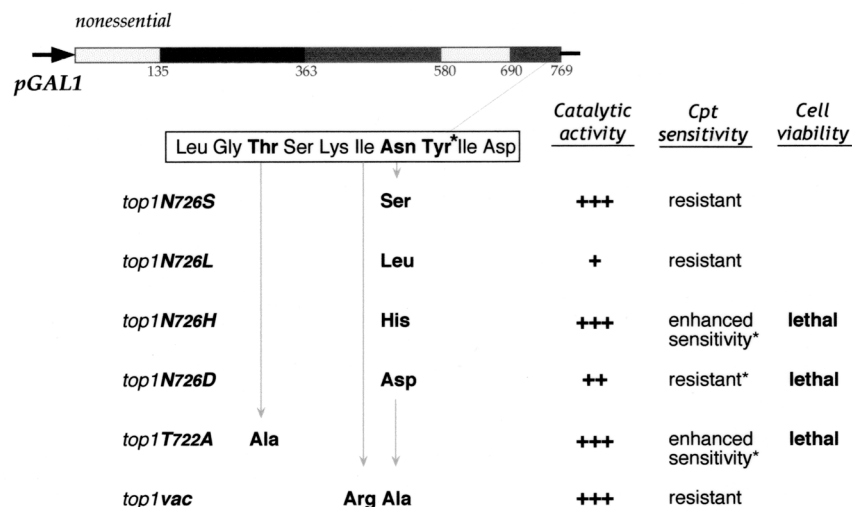 nonessential
pGAL1
135 363 580 690 769
Catalytic activity
Cpt sensitivity
Cell viability
Leu Gly Thr Ser Lys Ile Asn Tyr*Ile Asp
top1N726S Ser +++ resistant
top1N726L Leu + resistant
top1N726H His +++ enhanced sensitivity* lethal
top1N726D Asp ++ resistant* lethal
top1T722A Ala +++ enhanced sensitivity* lethal
top1vac Arg Ala +++ resistant